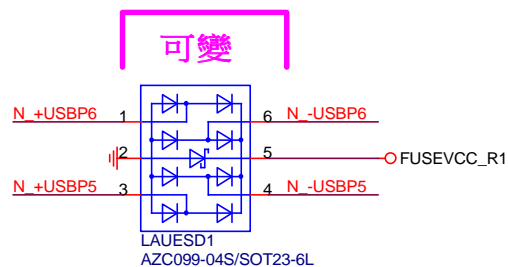 可變
N_+USBP6 1 6 N_-USBP6
2 5 FUSEVCC_R1
N_+USBP5 3 4 N_-USBP5
LAUESD1
AZC099-04S/SOT23-6L